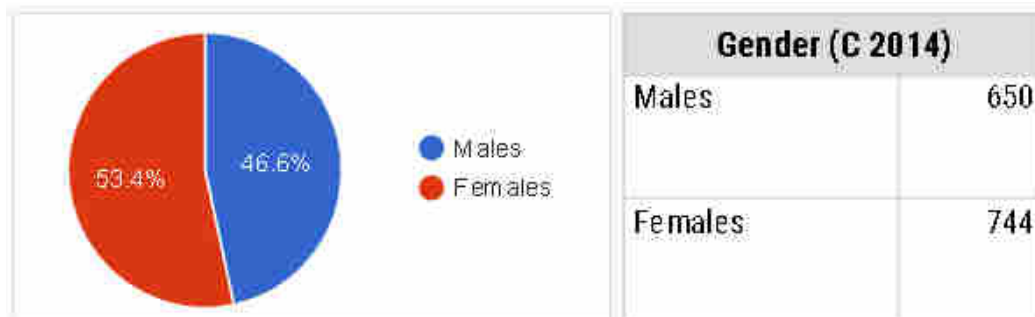 53.4%
46.6%
Males
Females
Gender (C 2014)
Males 650
Females 744